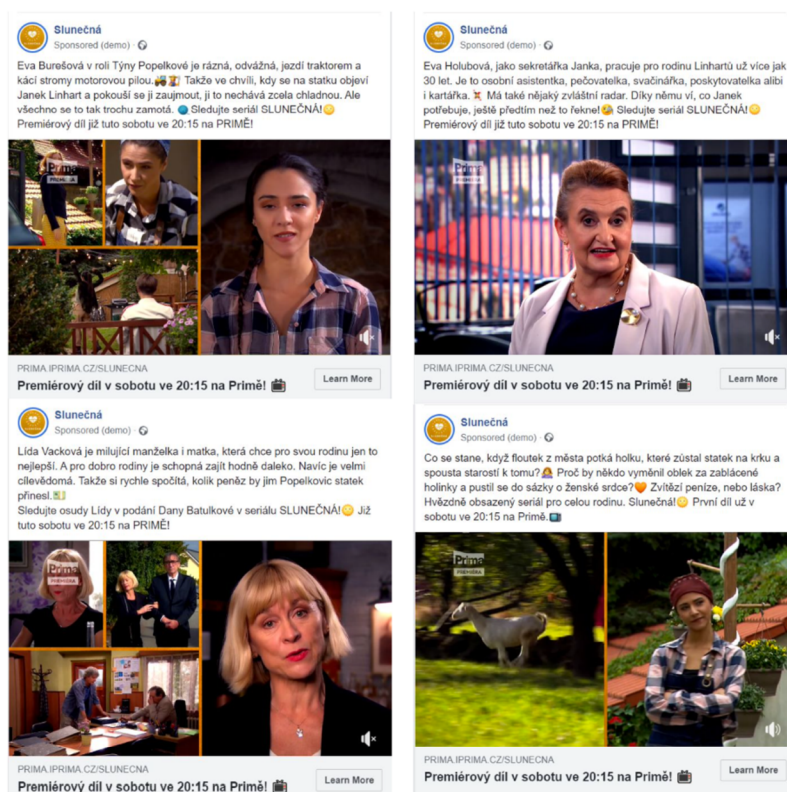 Slunečná
Sponsored (demo) ·
Eva Burešová v roli Týny Popelkové je rázná, odvážná, jezdí traktorem a
kácí stromy motorovou pilou. Takže ve chvíli, kdy se na statku objeví
Janek Linhart a pokouší se ji zaujmout, ji to nechává zcela chladnou. Ale
všechno se to tak trochu zamotá. Sledujte seriál SLUNEČNÁ!
Premiérový díl již tuto sobotu ve 20:15 na PRIMĚ!
Prima
PREMIÉRA
PRIMA.IPRIMA.CZ/SLUNECNA
Premiérový díl v sobotu ve 20:15 na Primě!
Learn More
Slunečná
Sponsored (demo) ·
Eva Holubová, jako sekretářka Janka, pracuje pro rodinu Linhartů už více jak
30 let. Je to osobní asistentka, pečovatelka, svačinářka, poskytovatelka alibi
i kartářka. Má také nějaký zvláštní radar. Díky němu ví, co Janek
potřebuje, ještě předtím než to řekne! Sledujte seriál SLUNEČNÁ!
Premiérový díl již tuto sobotu ve 20:15 na PRIMĚ!
Prima
PREMIÉRA
PRIMA.IPRIMA.CZ/SLUNECNA
Premiérový díl v sobotu ve 20:15 na Primě!
Learn More
Slunečná
Sponsored (demo) ·
Lída Vacková je milující manželka i matka, která chce pro svou rodinu jen to
nejlepší. A pro dobro rodiny je schopná zajít hodně daleko. Navíc je velmi
cílevědomá. Takže si rychle spočítá, kolik peněz by jim Popelkovic statek
přinesl.
Sledujte osudy Lídy v podání Dany Batulkové v seriálu SLUNEČNÁ! Již
tuto sobotu ve 20:15 na PRIMĚ!
Prima
PREMIÉRA
PRIMA.IPRIMA.CZ/SLUNECNA
Premiérový díl v sobotu ve 20:15 na Primě!
Learn More
Slunečná
Sponsored (demo) ·
Co se stane, když floutek z města potká holku, které zůstal statek na krku a
spousta starostí k tomu? Proč by někdo vyměnil oblek za zablácené
holínky a pustil se do sázky o ženské srdce? Zvítězí peníze, nebo láska?
Hvězdně obsazený seriál pro celou rodinu. Slunečná! První díl už v
sobotu ve 20:15 na Primě.
Prima
PREMIÉRA
PRIMA.IPRIMA.CZ/SLUNECNA
Premiérový díl v sobotu ve 20:15 na Primě!
Learn More